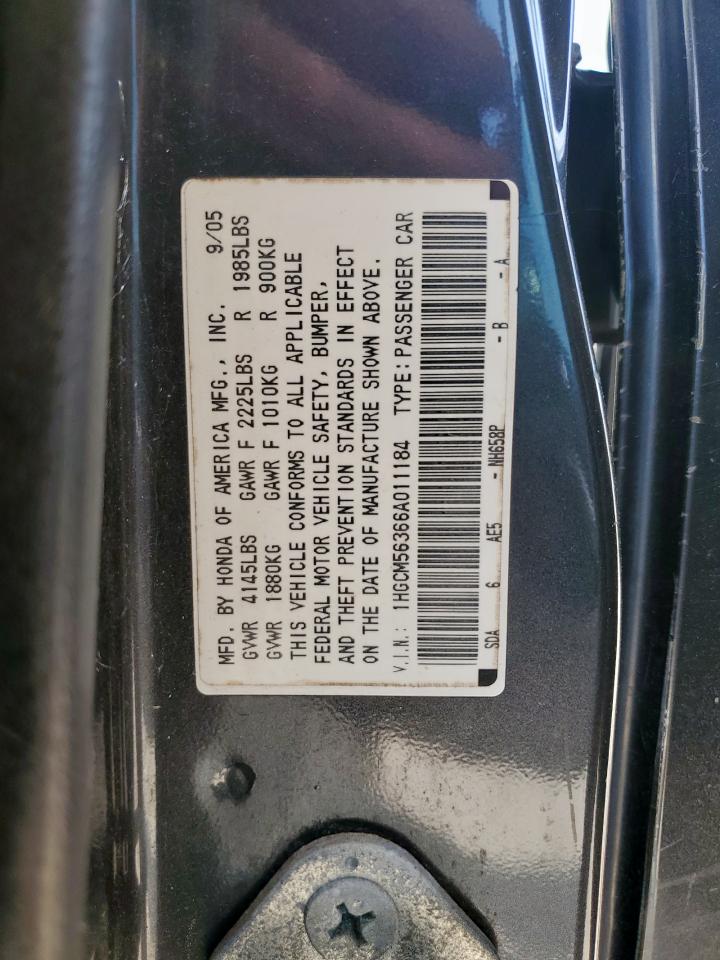 MFD. BY HONDA OF AMERICA MFG., INC. 9/05
GVWR 4145LBS GAWR F 2225LBS R 1985LBS
GVWR 1880KG GAWR F 1010KG R 900KG
THIS VEHICLE CONFORMS TO ALL APPLICABLE
FEDERAL MOTOR VEHICLE SAFETY, BUMPER,
AND THEFT PREVENTION STANDARDS IN EFFECT
ON THE DATE OF MANUFACTURE SHOWN ABOVE.
V.I.N.: 1HGCM56366A011184 TYPE: PASSENGER CAR
SDA 6 AE5 - NH658P - B - A